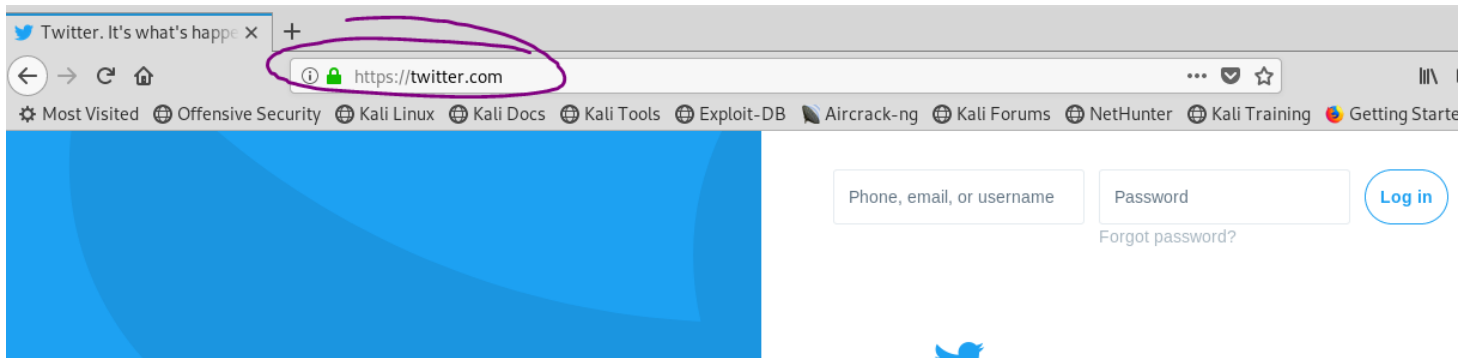 Twitter. It's what's happe
https://twitter.com
Most Visited Offensive Security Kali Linux Kali Docs Kali Tools Exploit-DB Aircrack-ng Kali Forums NetHunter Kali Training Getting Starte
Phone, email, or username Password Log in
Forgot password?